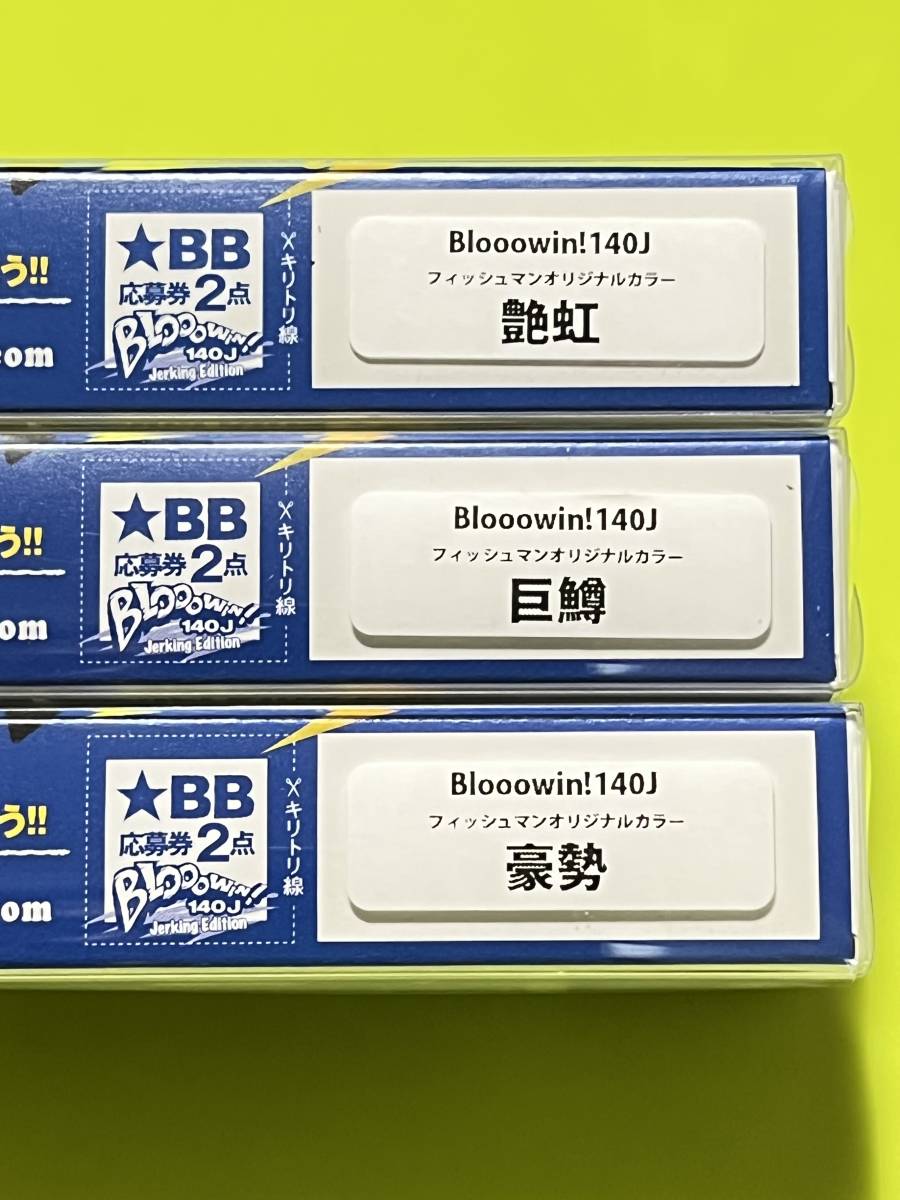 う!!
com
★BB
応募券2点
BLOOOWIN!!
140J
Jerking Edition
キリトリ線
Blooowin!140J
フィッシュマンオリジナルカラー
艶虹
う!!
com
★BB
応募券2点
BLOOOWIN!!
140J
Jerking Edition
キリトリ線
Blooowin!140J
フィッシュマンオリジナルカラー
巨鱒
う!!
om
★BB
応募券2点
BLOOOWIN!!
140J
Jerking Edition
キリトリ線
Blooowin!140J
フィッシュマンオリジナルカラー
豪勢